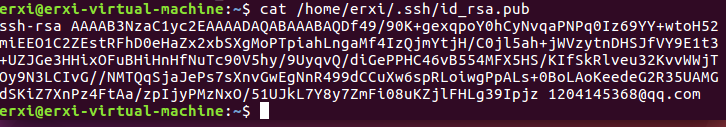 erxi@erxi-virtual-machine:~$ cat /home/erxi/.ssh/id_rsa.pub
ssh-rsa AAAAB3NzaC1yc2EAAAADAQABAAABAQDf49/90K+gexqpoY0hCyNvqaPNPq0Iz69YY+wtoH52
miEEO1C2ZEstRFhD0eHaZx2xbSXgMoPTpiahLngaMf4IzQjmYtjH/C0jl5ah+jWVzytnDHSJfVY9E1t3
+UZJGe3HHixOFuBHiHnHfNuTc90V5hy/9UyqvQ/diGePPHC46vB554MFX5HS/KIfSkRlveu32KvvWWjT
Oy9N3LCIvG//NMTQqSjaJePs7sXnvGwEgNnR499dCCuXw6spRLoiwgPpALs+0BoLAoKeedeG2R35UAMG
dSKiZ7XnPz4FtAa/zpIjyPMzNxO/51UJkL7Y8y7ZmFi08uKZjlFHLg39Ipjz 1204145368@qq.com
erxi@erxi-virtual-machine:~$